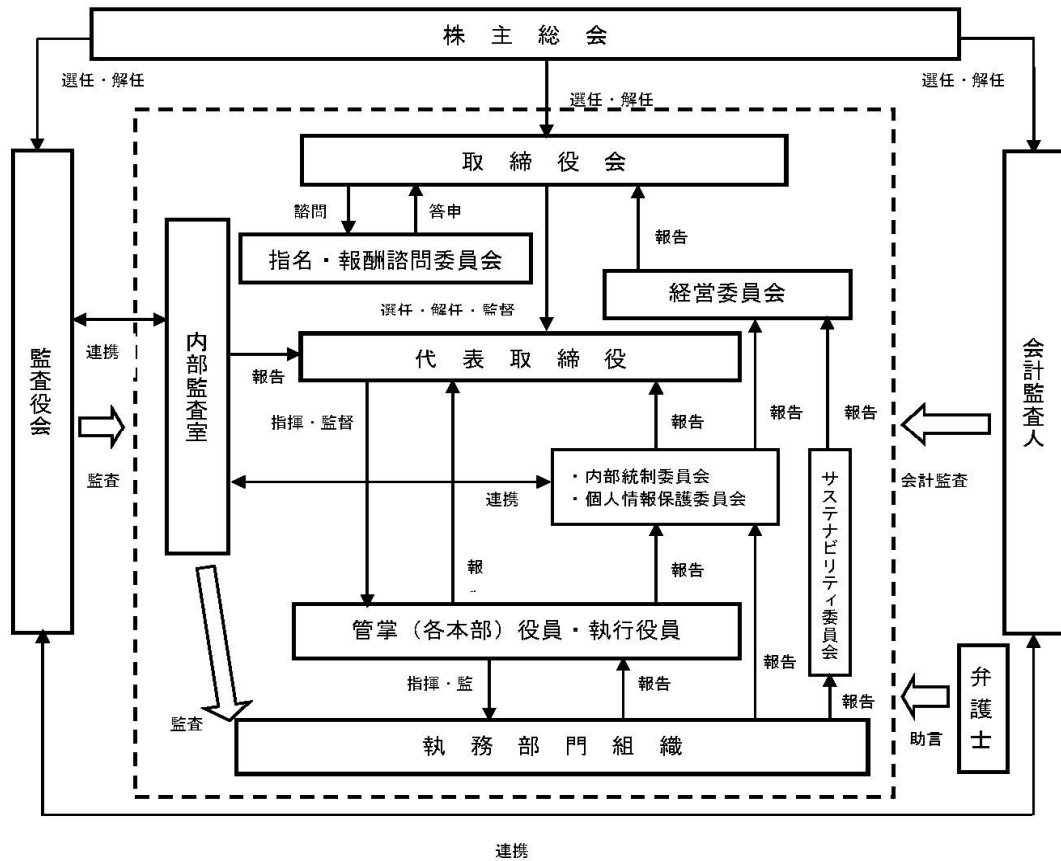 株主総会
選任・解任
選任・解任
選任・解任
取締役会
諮問
答申
報告
指名・報酬諮問委員会
経営委員会
選任・解任・監督
監査役会
連携
内部監査室
報告
代表取締役
会計監査人
指揮・監督
報告
報告
報告
監査
・内部統制委員会
・個人情報保護委員会
連携
サステナビリティ委員会
会計監査
報
報告
管掌（各本部）役員・執行役員
指揮・監
報告
報告
報告
弁護士
監査
執務部門組織
助言
連携